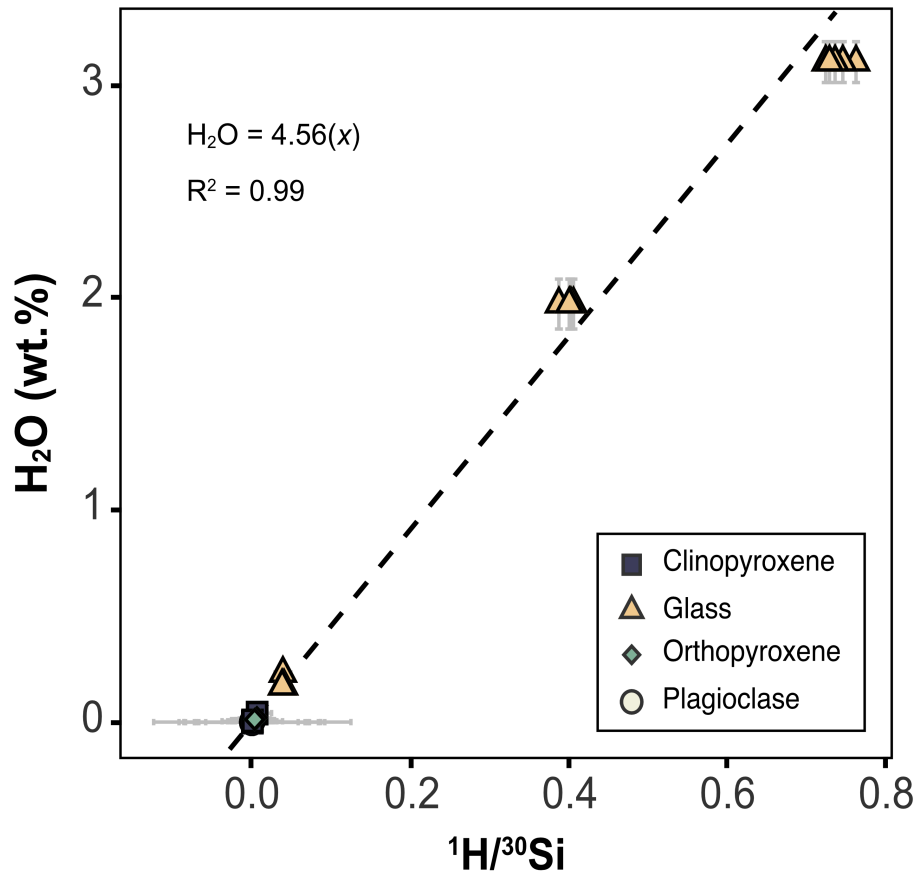 3
H₂O = 4.56(x)
R² = 0.99
2
H₂O (wt.%)
1
Clinopyroxene
Glass
Orthopyroxene
Plagioclase
0
0.0 0.2 0.4 0.6 0.8
¹H/³⁰Si